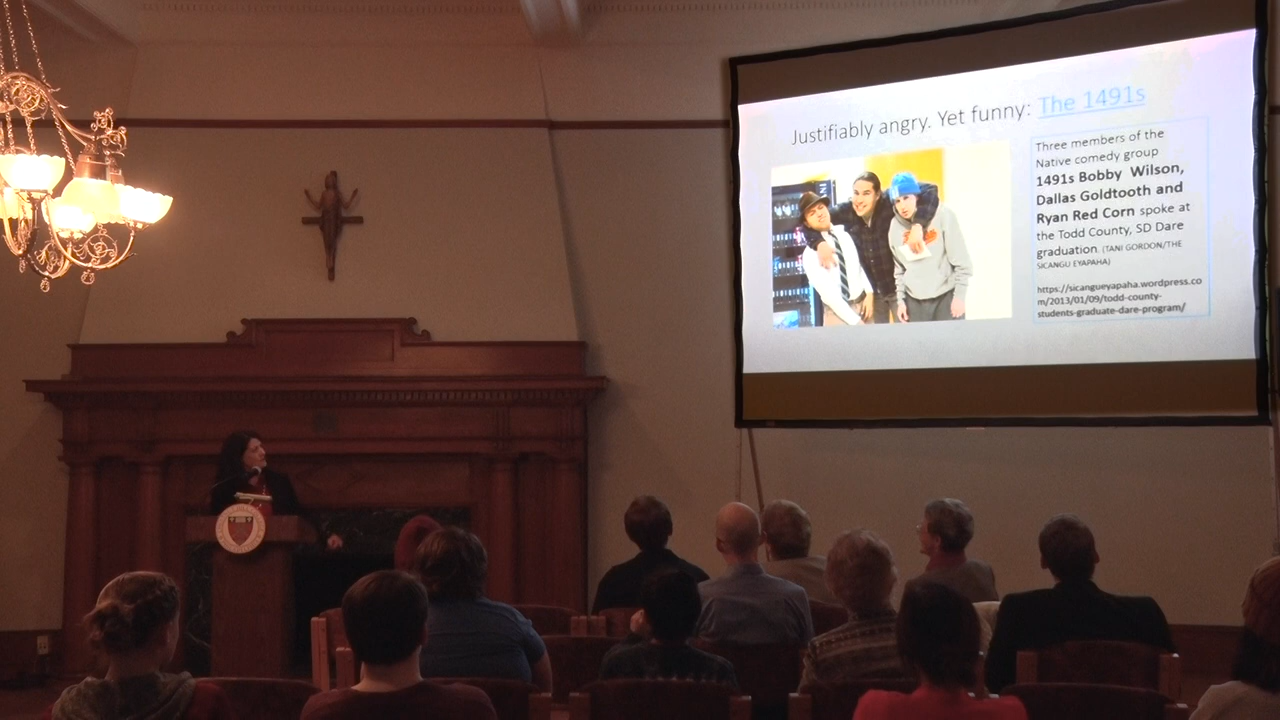 Justifiably angry. Yet funny: The 1491s
Three members of the
Native comedy group
1491s Bobby Wilson,
Dallas Goldtooth and
Ryan Red Corn spoke at
the Todd County, SD Dare
graduation. (TANI GORDON/THE
SICANGU EYAPAHA)
https://sicangueyapaha.wordpress.co
m/2013/01/09/todd-county-
students-graduate-dare-program/